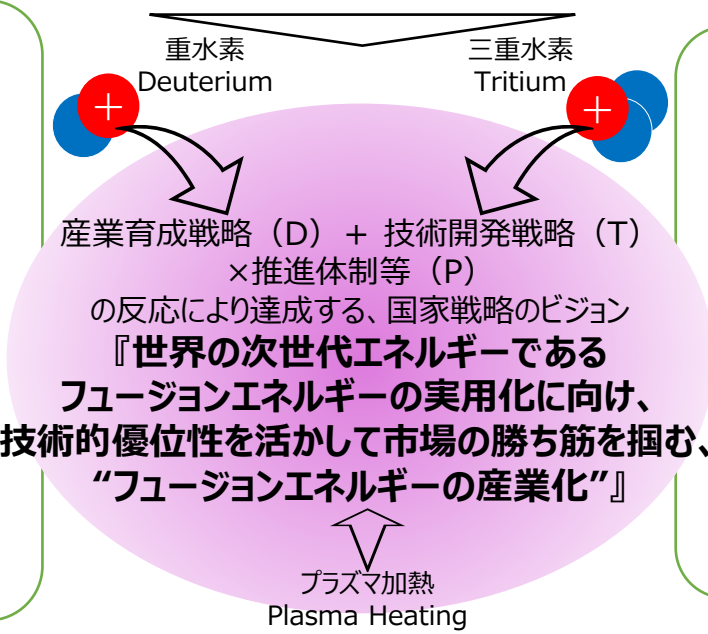 重水素
Deuterium
三重水素
Tritium
+
+
産業育成戦略（D）+ 技術開発戦略（T）
×推進体制等（P）
の反応により達成する、国家戦略のビジョン
『世界の次世代エネルギーである
フュージョンエネルギーの実用化に向け、
技術的優位性を活かして市場の勝ち筋を掴む、
“フュージョンエネルギーの産業化”』
プラズマ加熱
Plasma Heating